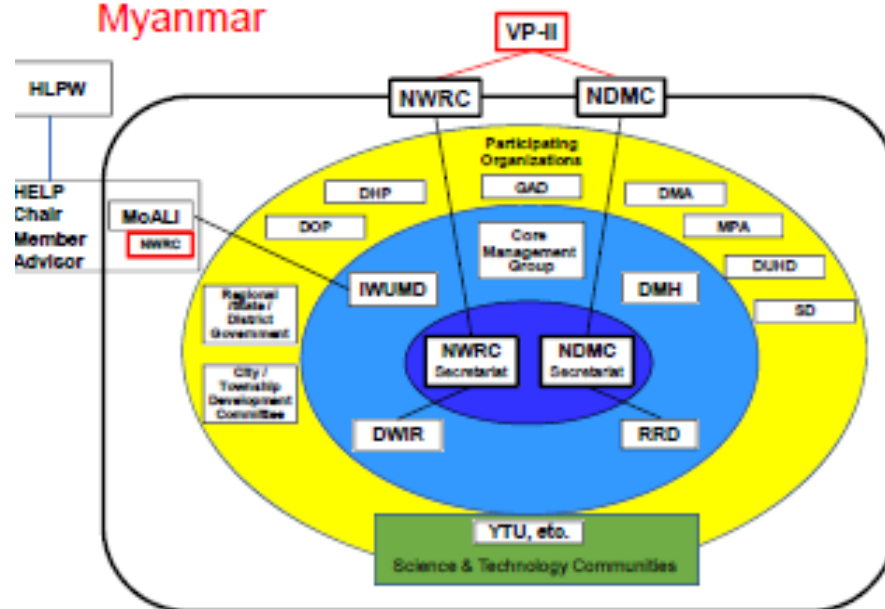 Myanmar
VP-II
HLPW
NWRC
NDMC
Participating
Organizations
DHP
GAD
DMA
HELP
Chair
Member
Advisor
MoALI
NWRC
DOP
MPA
Core
Management
Group
DUHD
IWUMD
DMH
SD
Regional
/State /
District
Government
NWRC
Secretariat
NDMC
Secretariat
City /
Township
Development
Committee
DWIR
RRD
YTU, etc.
Science & Technology Communities